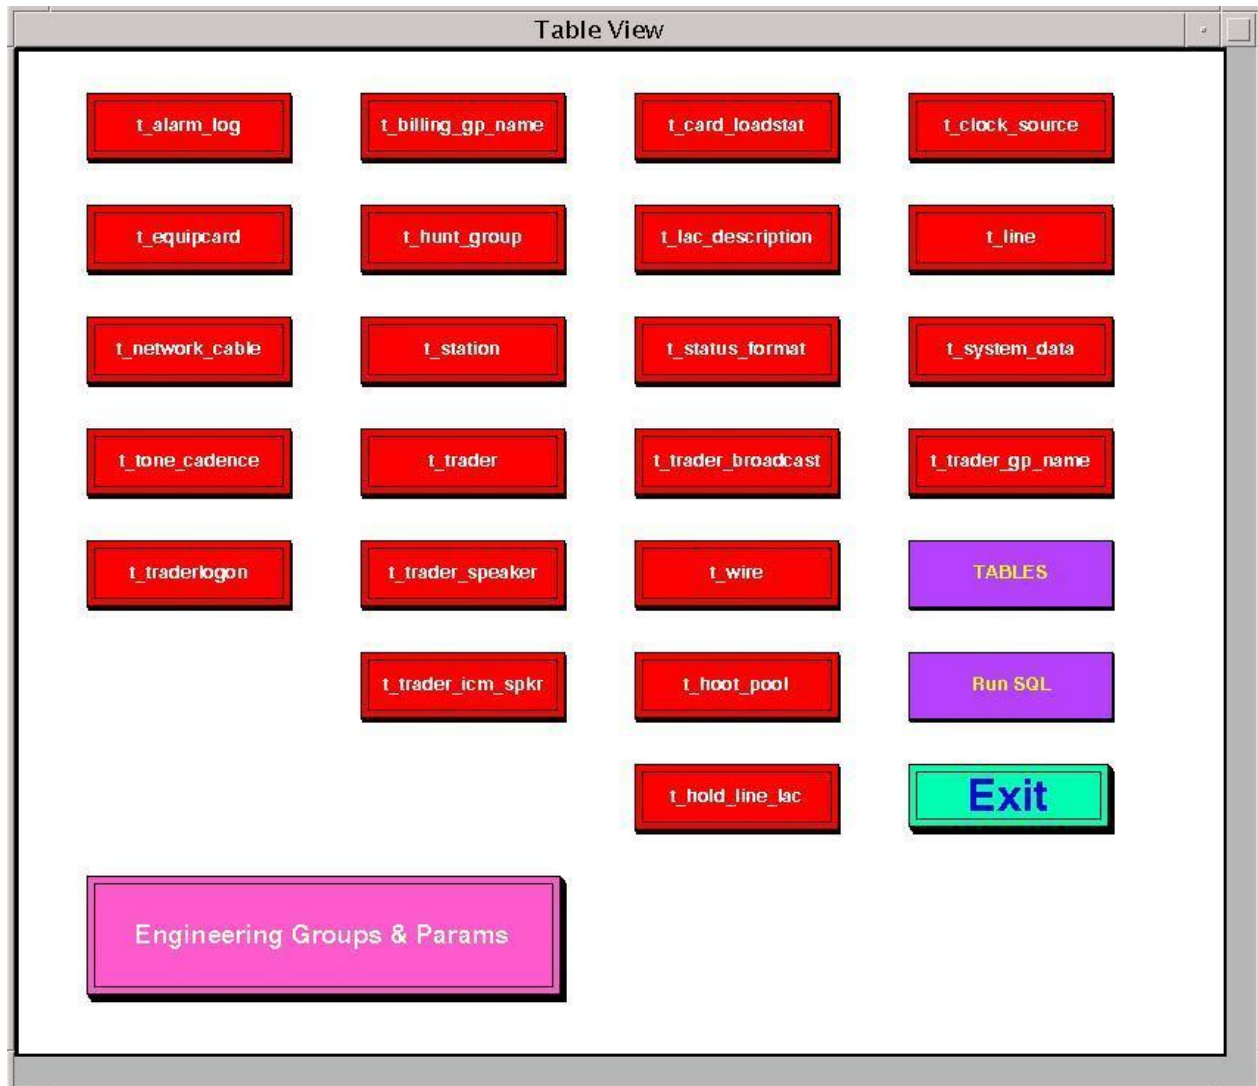 Table View
t_alarm_log
t_billing_gp_name
t_card_loadstat
t_clock_source
t_equipcard
t_hunt_group
t_lac_description
t_line
t_network_cable
t_station
t_status_format
t_system_data
t_tone_cadence
t_trader
t_trader_broadcast
t_trader_gp_name
t_traderlogon
t_trader_speaker
t_wire
TABLES
t_trader_icm_spkr
t_hoot_pool
Run SQL
t_hold_line_lac
Exit
Engineering Groups & Params